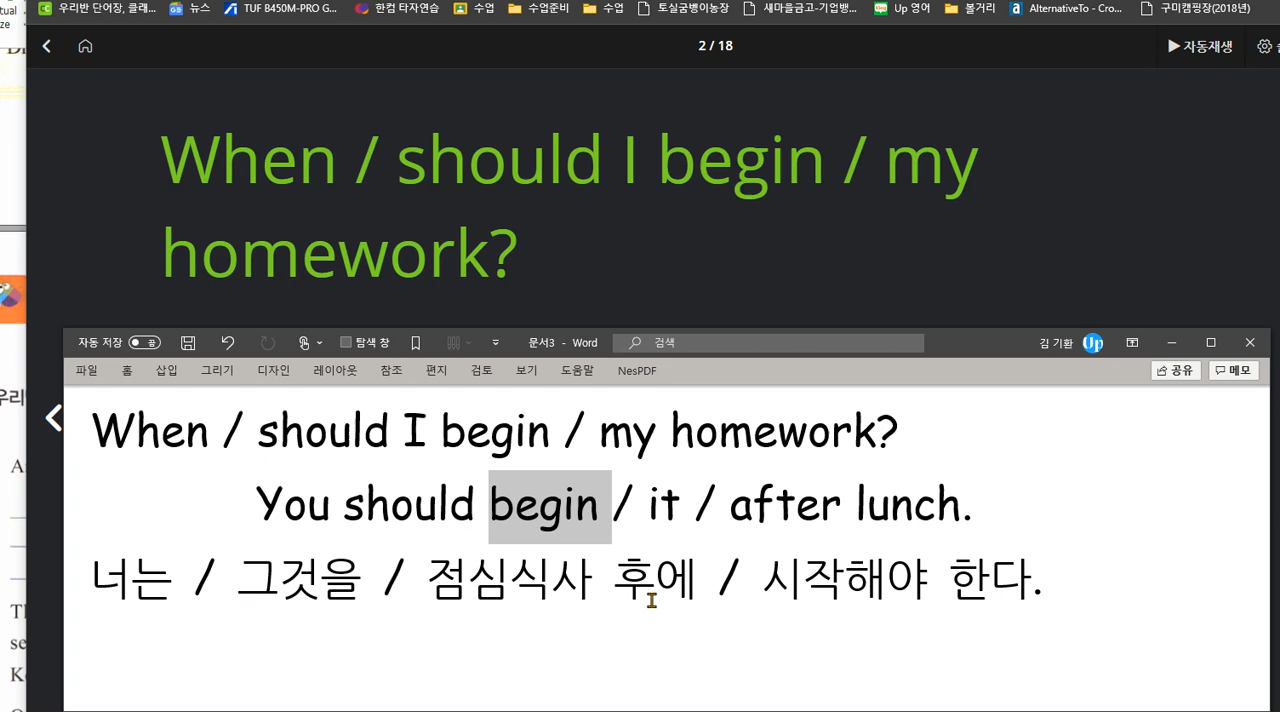 우리반 단어장, 클래... 뉴스 TUF B450M-PRO G... 한컴 타자연습 수업 수업준비 수업 토실굼벵이농장 새마을금고-기업뱅... Up 영어 볼거리 AlternativeTo - Cro... 구미캠핑장(2018년)
2 / 18
자동재생
When / should I begin / my
homework?
자동 저장 끔 탐색 창 문서3 - Word 검색 김 기환 Up
파일 홈 삽입 그리기 디자인 레이아웃 참조 편지 검토 보기 도움말 NesPDF 공유 메모
When / should I begin / my homework?
You should begin / it / after lunch.
너는 / 그것을 / 점심식사 후에 / 시작해야 한다.